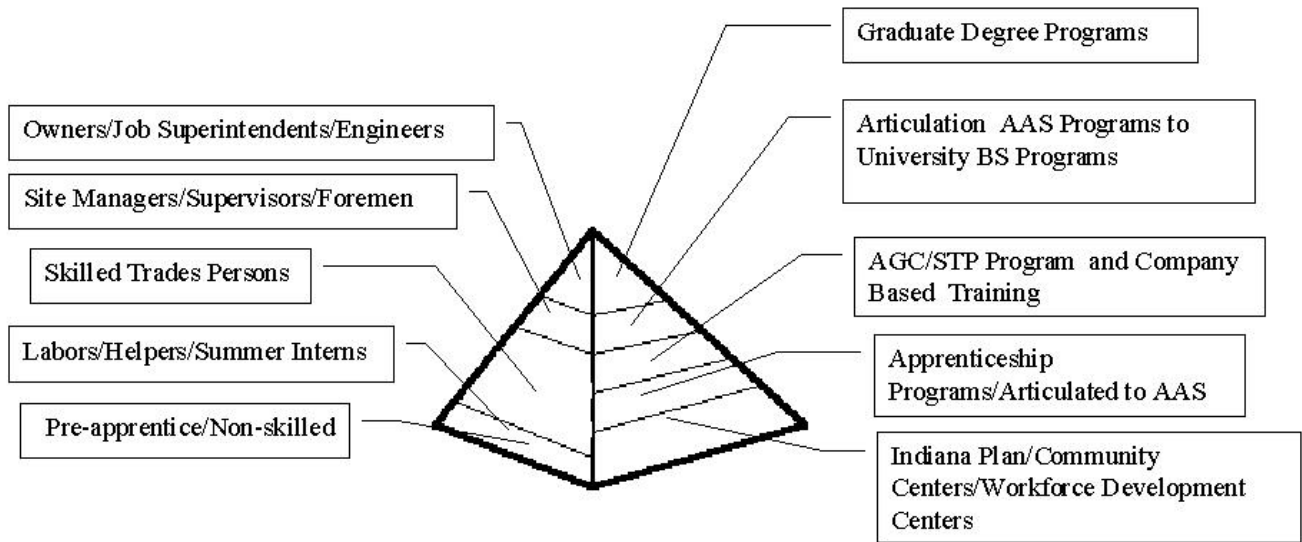 Graduate Degree Programs
Owners/Job Superintendents/Engineers
Articulation AAS Programs to
University BS Programs
Site Managers/Supervisors/Foremen
Skilled Trades Persons
AGC/STP Program and Company
Based Training
Labors/Helpers/Summer Interns
Apprenticeship
Programs/Articulated to AAS
Pre-apprentice/Non-skilled
Indiana Plan/Community
Centers/Workforce Development
Centers